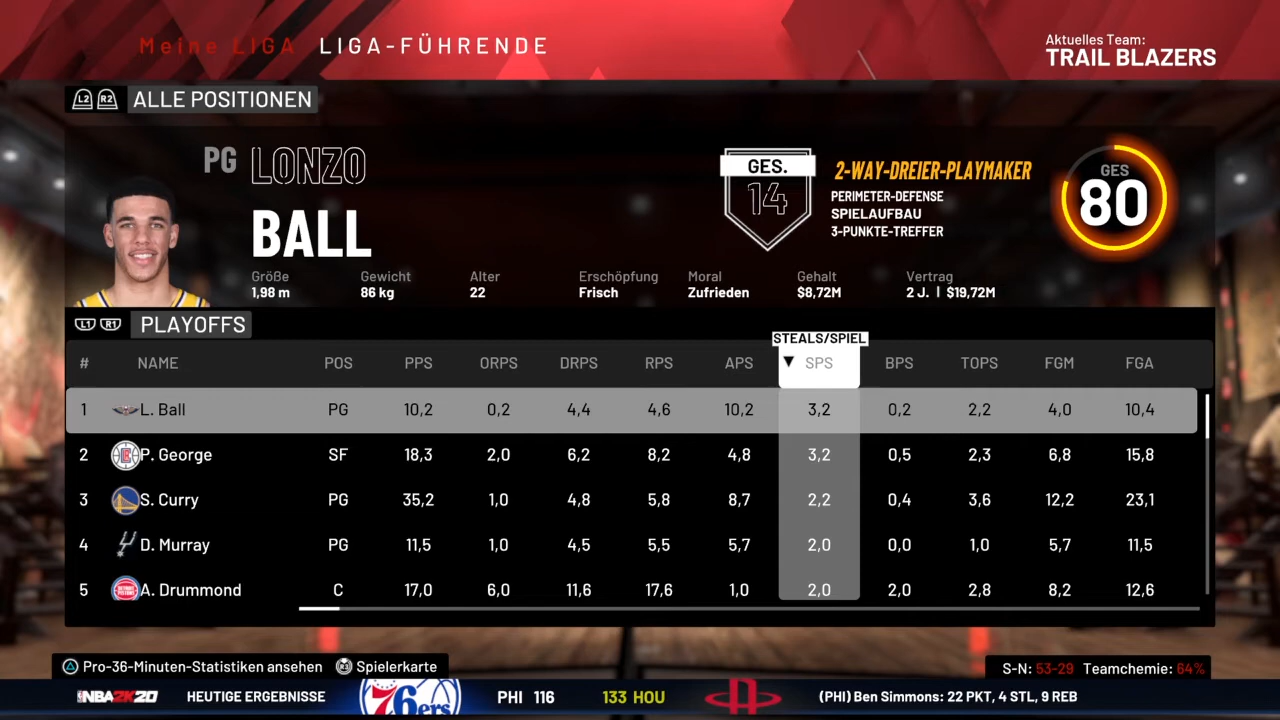 Meine LIGA LIGA-FÜHRENDE
Aktuelles Team:
TRAIL BLAZERS
L2 R2 ALLE POSITIONEN
PG LONZO
BALL
GES.
14
2-WAY-DREIER-PLAYMAKER
PERIMETER-DEFENSE
SPIELAUFBAU
3-PUNKTE-TREFFER
GES
80
Größe Gewicht Alter Erschöpfung Moral Gehalt Vertrag
1,98 m 86 kg 22 Frisch Zufrieden $8,72M 2 J. | $19,72M
L1 R1 PLAYOFFS
STEALS/SPIEL
# NAME POS PPS ORPS DRPS RPS APS ▼ SPS BPS TOPS FGM FGA
1 L. Ball PG 10,2 0,2 4,4 4,6 10,2 3,2 0,2 2,2 4,0 10,4
2 P. George SF 18,3 2,0 6,2 8,2 4,8 3,2 0,5 2,3 6,8 15,8
3 S. Curry PG 35,2 1,0 4,8 5,8 8,7 2,2 0,4 3,6 12,2 23,1
4 D. Murray PG 11,5 1,0 4,5 5,5 5,7 2,0 0,0 1,0 5,7 11,5
5 A. Drummond C 17,0 6,0 11,6 17,6 1,0 2,0 2,0 2,8 8,2 12,6
Pro-36-Minuten-Statistiken ansehen R3 Spielerkarte
S-N: 53-29 Teamchemie: 64%
NBA2K20 HEUTIGE ERGEBNISSE 76ers PHI 116 133 HOU R (PHI) Ben Simmons: 22 PKT, 4 STL, 9 REB